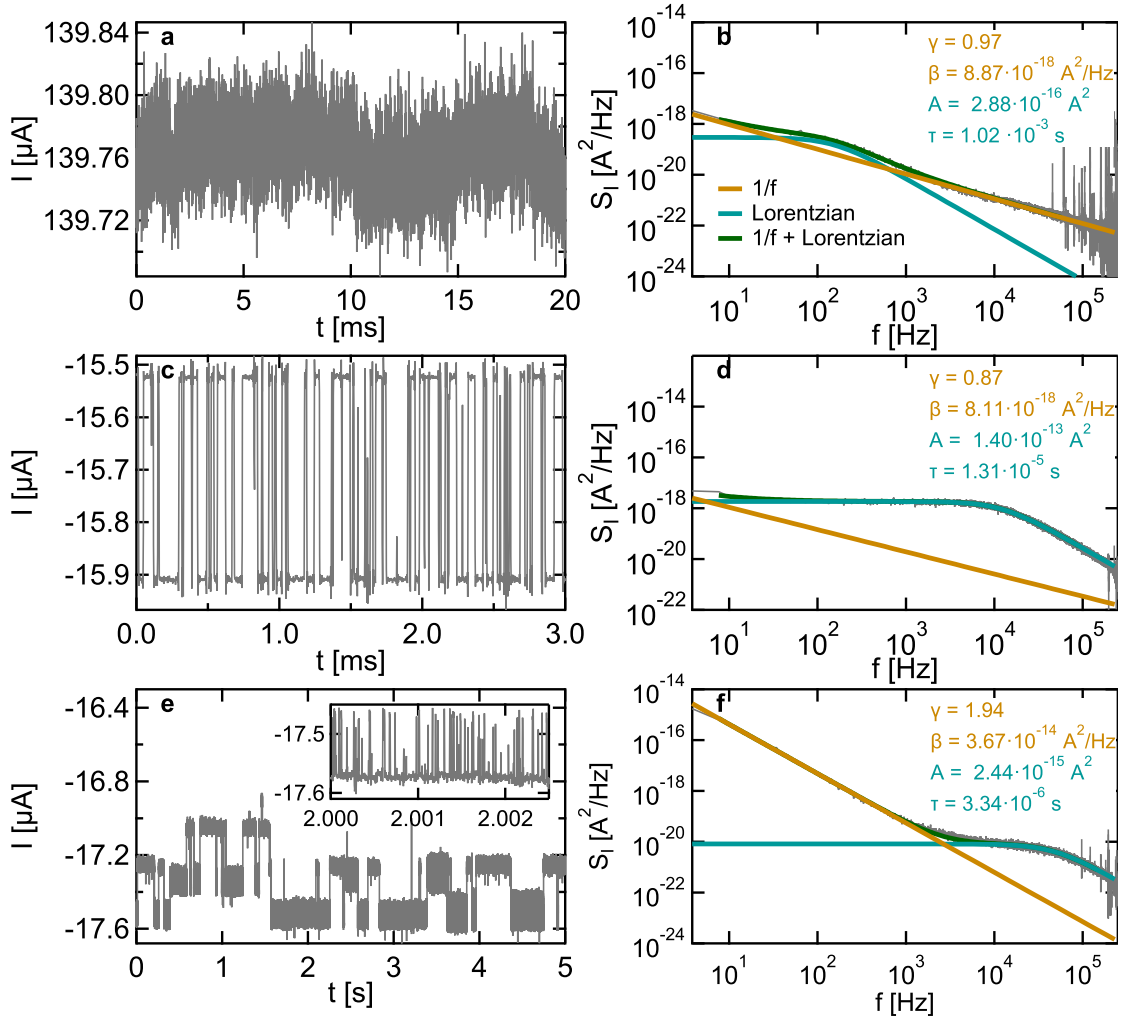 a
139.84
139.80
139.76
139.72
I [µA]
0 5 10 15 20
t [ms]
b
10^-14
10^-16
10^-18
10^-20
10^-22
10^-24
S_I [A^2/Hz]
γ = 0.97
β = 8.87·10^-18 A^2/Hz
A = 2.88·10^-16 A^2
τ = 1.02 ·10^-3 s
1/f
Lorentzian
1/f + Lorentzian
10^1 10^2 10^3 10^4 10^5
f [Hz]
c
-15.5
-15.6
-15.7
-15.8
-15.9
I [µA]
0.0 1.0 2.0 3.0
t [ms]
d
10^-14
10^-16
10^-18
10^-20
10^-22
S_I [A^2/Hz]
γ = 0.87
β = 8.11·10^-18 A^2/Hz
A = 1.40·10^-13 A^2
τ = 1.31·10^-5 s
10^1 10^2 10^3 10^4 10^5
f [Hz]
e
-16.4
-16.8
-17.2
-17.6
I [µA]
-17.5
-17.6
2.000 2.001 2.002
0 1 2 3 4 5
t [s]
f
10^-14
10^-16
10^-18
10^-20
10^-22
10^-24
S_I [A^2/Hz]
γ = 1.94
β = 3.67·10^-14 A^2/Hz
A = 2.44·10^-15 A^2
τ = 3.34·10^-6 s
10^1 10^2 10^3 10^4 10^5
f [Hz]